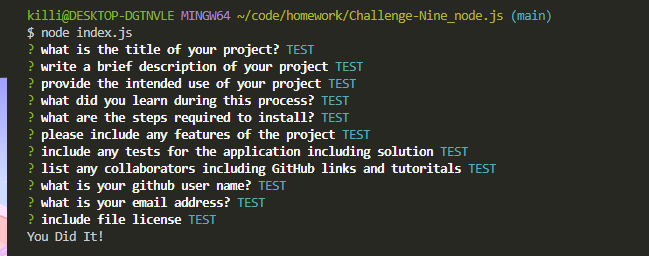 killi@DESKTOP-DGTNVLE MINGW64 ~/code/homework/Challenge-Nine_node.js (main)
$ node index.js
? what is the title of your project? TEST
? write a brief description of your project TEST
? provide the intended use of your project TEST
? what did you learn during this process? TEST
? what are the steps required to install? TEST
? please include any features of the project TEST
? include any tests for the application including solution TEST
? list any collaborators including GitHub links and tutoritals TEST
? what is your github user name? TEST
? what is your email address? TEST
? include file license TEST
You Did It!